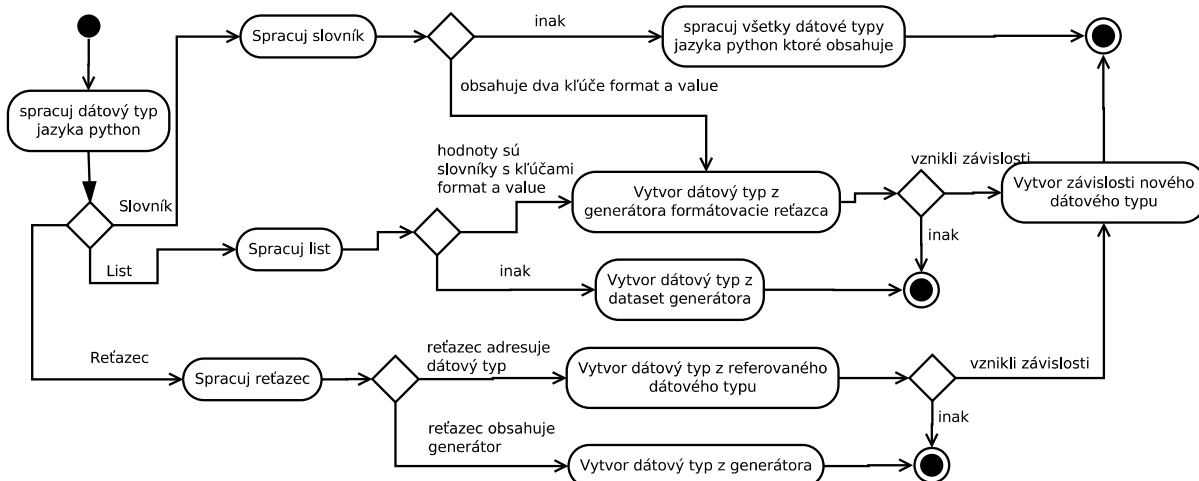 Spracuj slovník
inak
spracuj všetky dátové typy
jazyka python ktoré obsahuje
obsahuje dva kľúče format a value
spracuj dátový typ
jazyka python
Slovník
hodnoty sú
slovníky s kľúčami
format a value
Vytvor dátový typ z
generátora formátovacie reťazca
vznikli závislosti
Vytvor závislosti nového
dátového typu
inak
List
Spracuj list
inak
Vytvor dátový typ z
dataset generátora
Reťazec
Spracuj reťazec
reťazec adresuje
dátový typ
Vytvor dátový typ z referovaného
dátového typu
vznikli závislosti
inak
reťazec obsahuje
generátor
Vytvor dátový typ z generátora